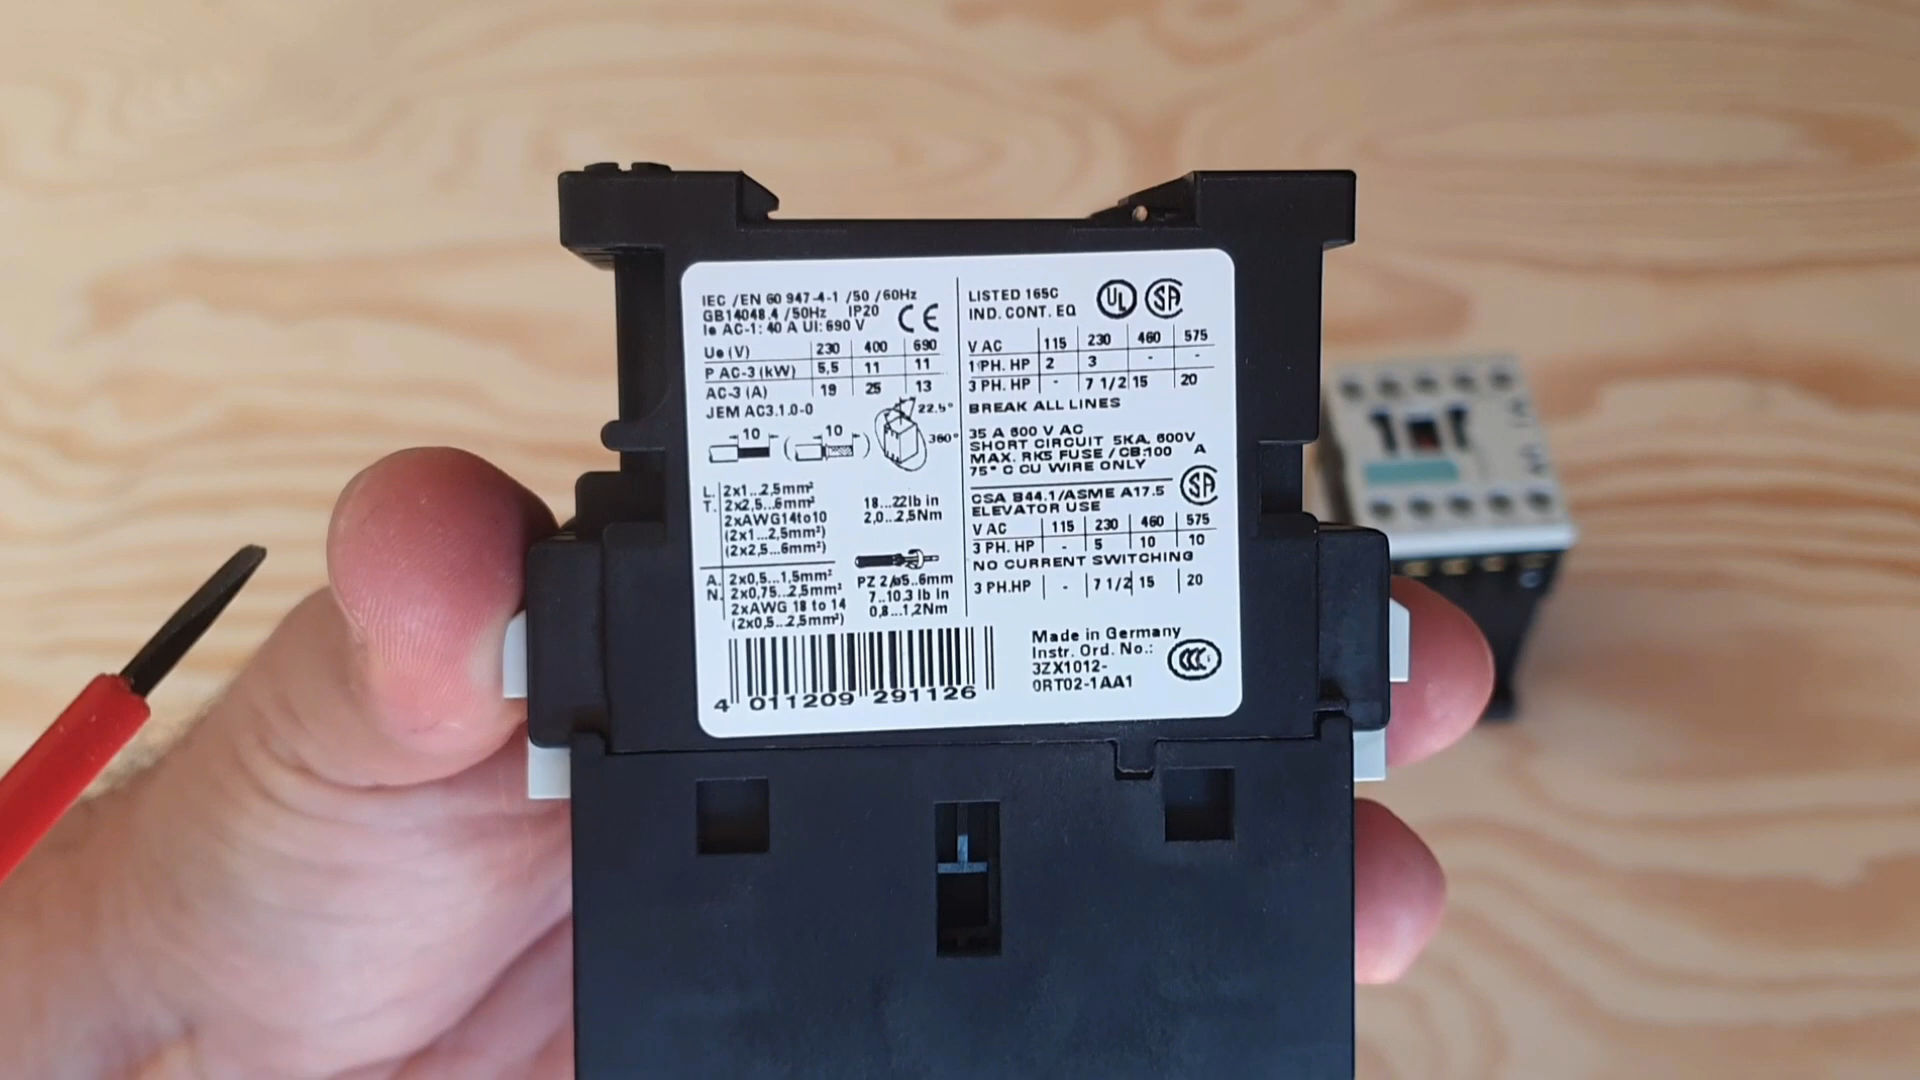 IEC /EN 60 947-4-1 /50 /60Hz
GB14048.4 /50Hz IP20
Ie AC-1: 40 A UI: 690 V
CE
Ue (V) 230 400 690
P AC-3 (kW) 5,5 11 11
AC-3 (A) 19 25 13
JEM AC3.1.0-0
22.5°
10 ( 10 ) 360°
L. 2x1...2,5mm²
T. 2x2,5...6mm²
2xAWG14to10
(2x1...2,5mm²)
(2x2,5...6mm²)
18...22lb in
2,0...2,5Nm
A. 2x0,5...1,5mm²
N. 2x0,75...2,5mm²
2xAWG 18 to 14
(2x0,5...2,5mm²)
PZ 2/ø5..6mm
7..10.3 lb in
0,8...1,2Nm
4 011209 291126
LISTED 165C
IND. CONT. EQ
UL SA
V AC 115 230 460 575
1 PH. HP 2 3 - -
3 PH. HP - 7 1/2 15 20
BREAK ALL LINES
35 A 600 V AC
SHORT CIRCUIT 5KA, 600V
MAX. RK5 FUSE / CB:100 A
75° C CU WIRE ONLY
CSA B44.1/ASME A17.5
ELEVATOR USE
SA
V AC 115 230 460 575
3 PH. HP - 5 10 10
NO CURRENT SWITCHING
3 PH.HP - 7 1/2 15 20
Made in Germany
Instr. Ord. No.:
3ZX1012-
0RT02-1AA1
CCC